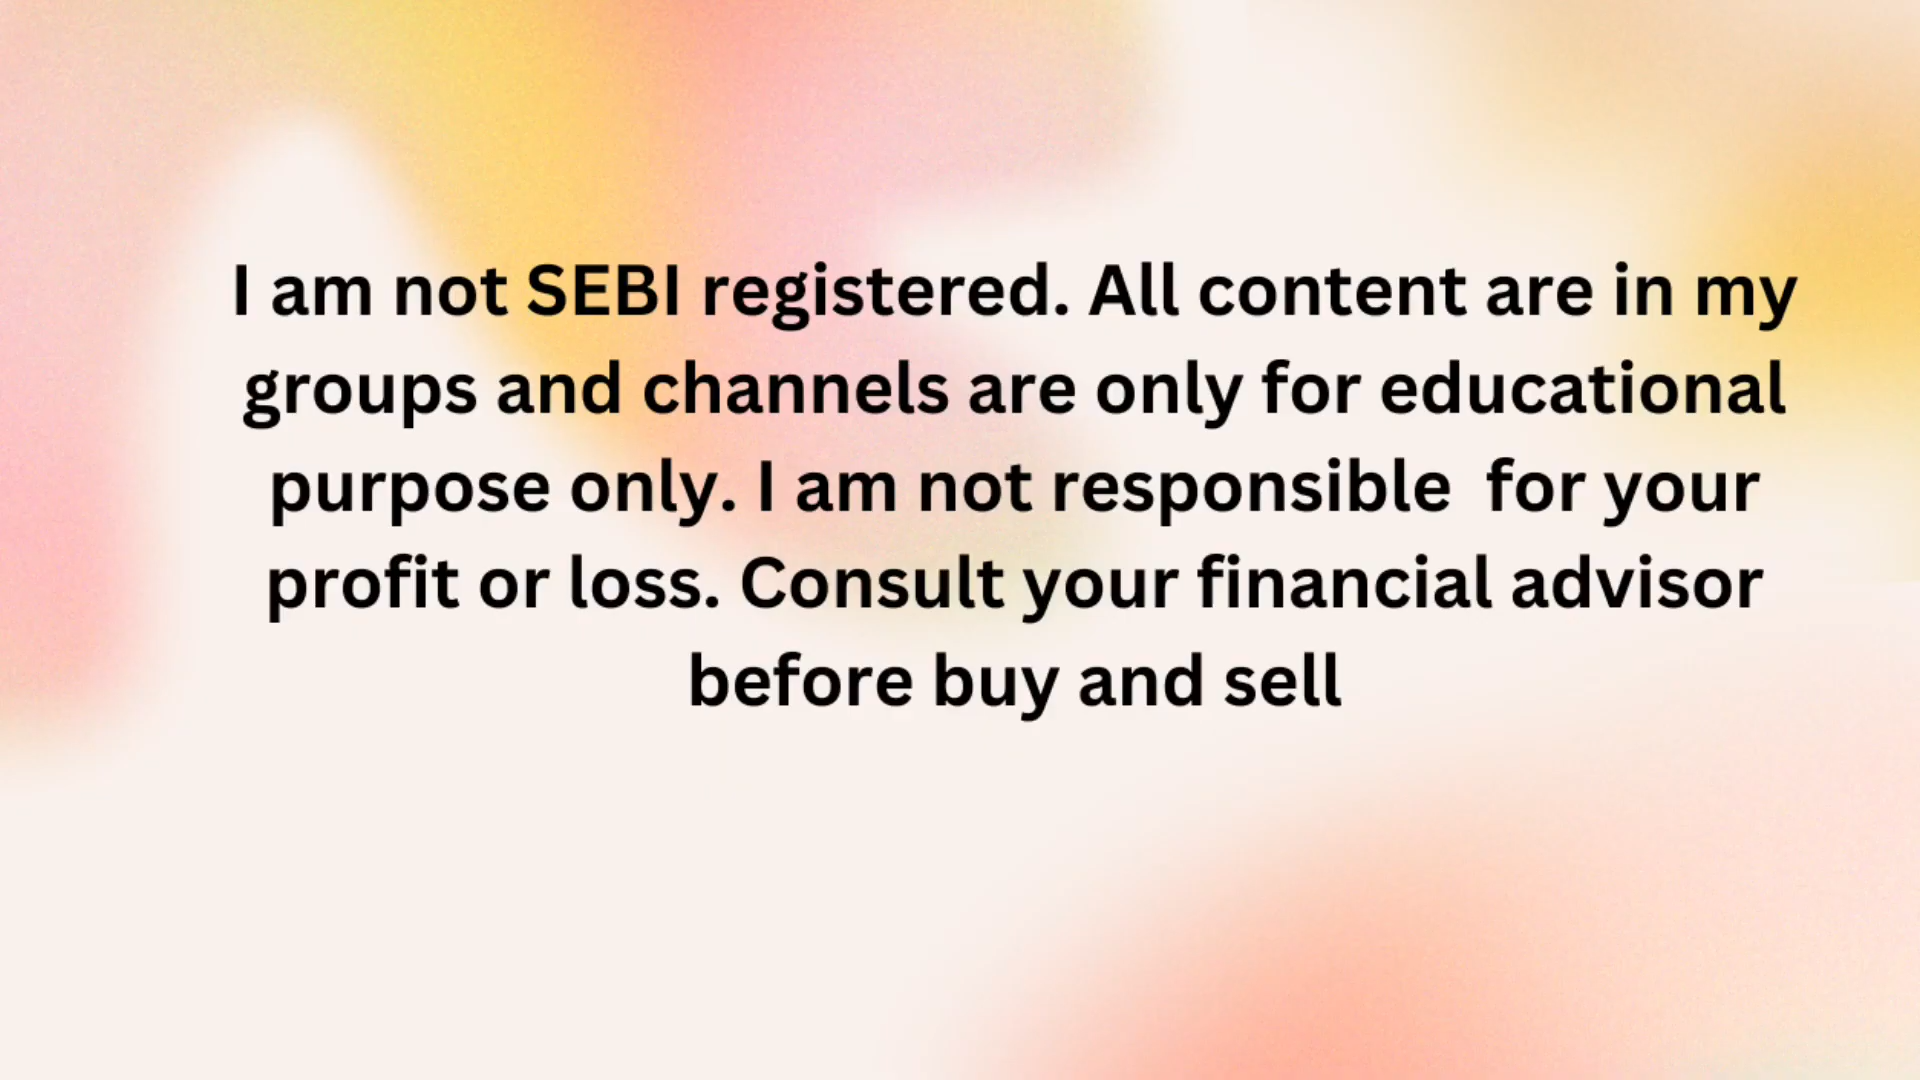 I am not SEBI registered. All content are in my
groups and channels are only for educational
purpose only. I am not responsible  for your
profit or loss. Consult your financial advisor
before buy and sell